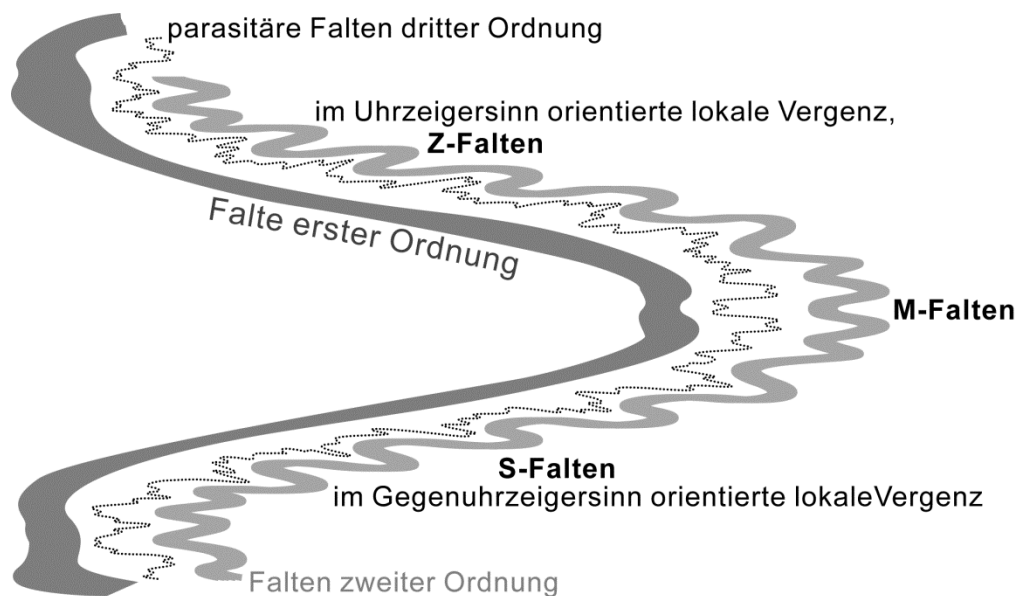 parasitäre Falten dritter Ordnung
im Uhrzeigersinn orientierte lokale Vergenz,
Z-Falten
Falte erster Ordnung
M-Falten
S-Falten
im Gegenuhrzeigersinn orientierte lokaleVergenz
Falten zweiter Ordnung